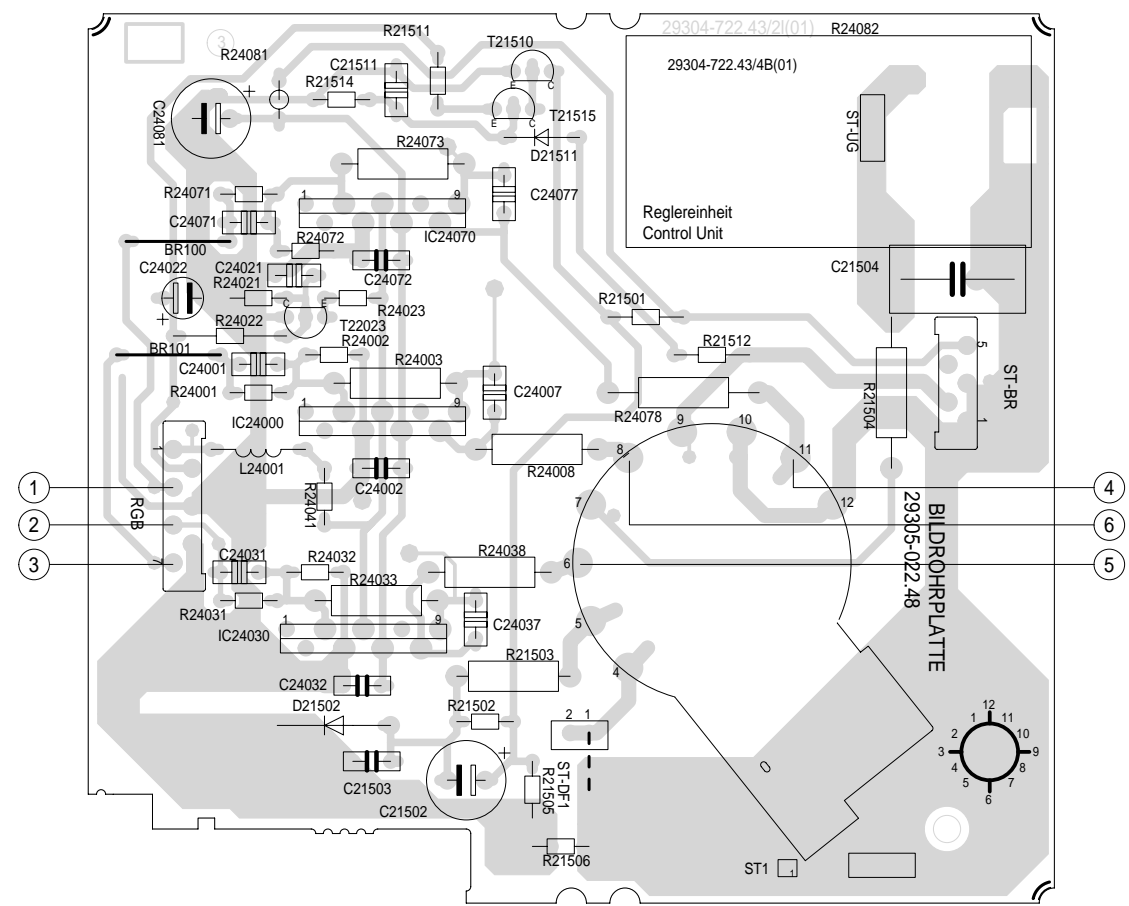 29304-722.43/2I(01)
R24082
R21511
T21510
3
R24081
C21511
29304-722.43/4B(01)
R21514
E
C
C24081
+
E
C
T21515
ST-UG
R24073
D21511
R24071
1
9
C24077
C24071
Reglereinheit
Control Unit
R24072
IC24070
BR100
C24022
C24021
C24072
C21504
R24021
C
E
R24023
R21501
+
R24022
T22023
R24002
BR101
R24003
R21512
5
C24001
R24001
C24007
ST-BR
R21504
IC24000
1
9
R24078
1
9
10
1
8
11
L24001
R24008
C24002
1
R24041
4
7
12
2
RGB
6
BILDROHRPLATTE
29305-022.48
3
7
C24031
R24032
R24038
6
5
R24033
R24031
1
9
C24037
5
IC24030
R21503
4
C24032
D21502
R21502
2 1
12
1
11
2
10
3
9
4
8
5
7
6
+
C21503
ST-DF1
R21505
0
C21502
R21506
ST1
1